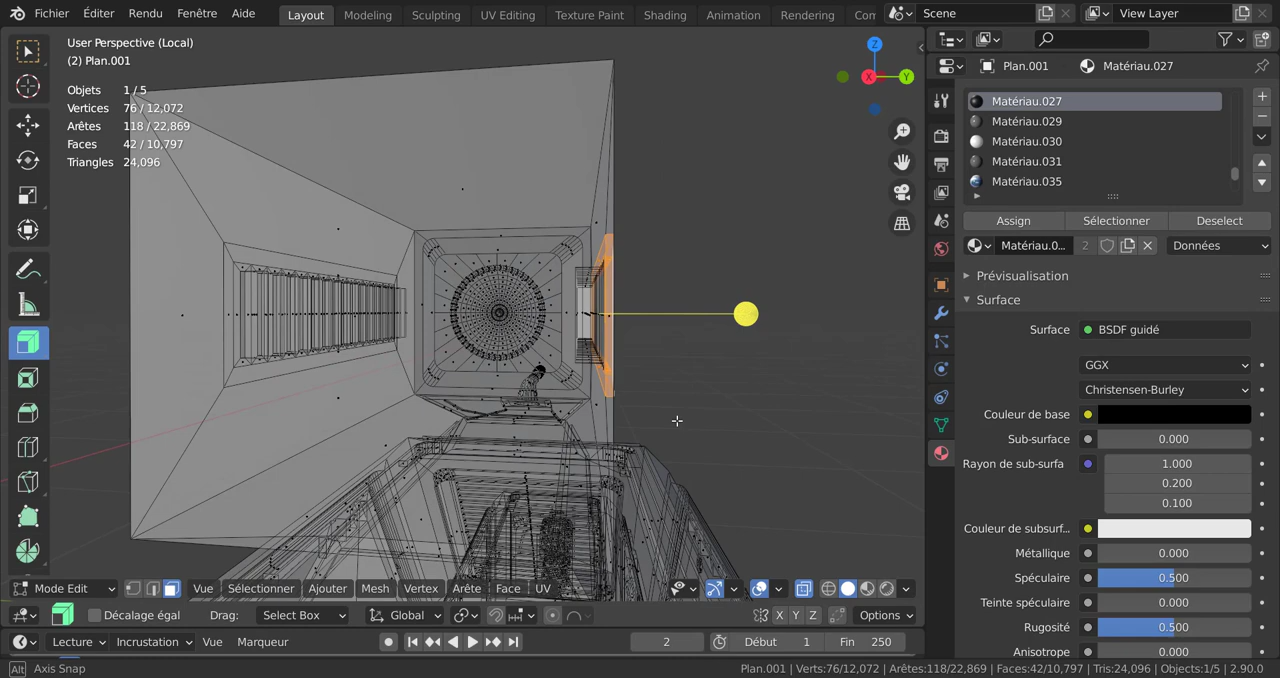 Fichier Éditer Rendu Fenêtre Aide Layout Modeling Sculpting UV Editing Texture Paint Shading Animation Rendering Scene View Layer
User Perspective (Local)
(2) Plan.001
Objets 1 / 5
Vertices 76 / 12,072
Arêtes 118 / 22,869
Faces 42 / 10,797
Triangles 24,096
Z
X
Y
Plan.001 Matériau.027
Matériau.027
Matériau.029
Matériau.030
Matériau.031
Matériau.035
Assign Sélectionner Deselect
Matériau.0... 2 Données
Prévisualisation
Surface
Surface BSDF guidé
GGX
Christensen-Burley
Couleur de base
Sub-surface 0.000
Rayon de sub-surfa 1.000
0.200
0.100
Couleur de subsurf...
Métallique 0.000
Spéculaire 0.500
Teinte spéculaire 0.000
Rugosité 0.500
Anisotrope 0.000
Mode Edit Vue Sélectionner Ajouter Mesh Vertex Arête Face UV
Décalage égal Drag: Select Box Global X Y Z Options
Lecture Incrustation Vue Marqueur 2 Début 1 Fin 250
Alt Axis Snap Plan.001 | Verts:76/12,072 | Arêtes:118/22,869 | Faces:42/10,797 | Tris:24,096 | Objects:1/5 | 2.90.0